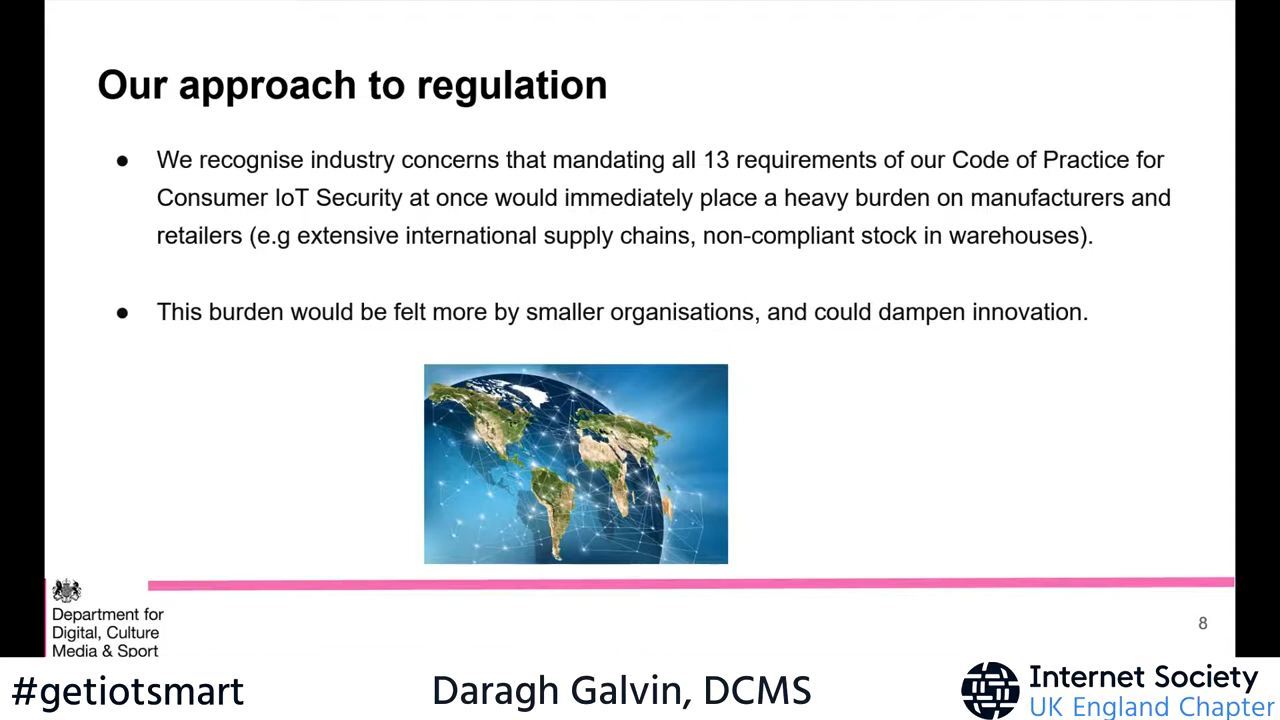 Our approach to regulation
● We recognise industry concerns that mandating all 13 requirements of our Code of Practice for
Consumer IoT Security at once would immediately place a heavy burden on manufacturers and
retailers (e.g extensive international supply chains, non-compliant stock in warehouses).
● This burden would be felt more by smaller organisations, and could dampen innovation.
Department for
Digital, Culture
Media & Sport
8
#getiotsmart
Daragh Galvin, DCMS
Internet Society
UK England Chapter